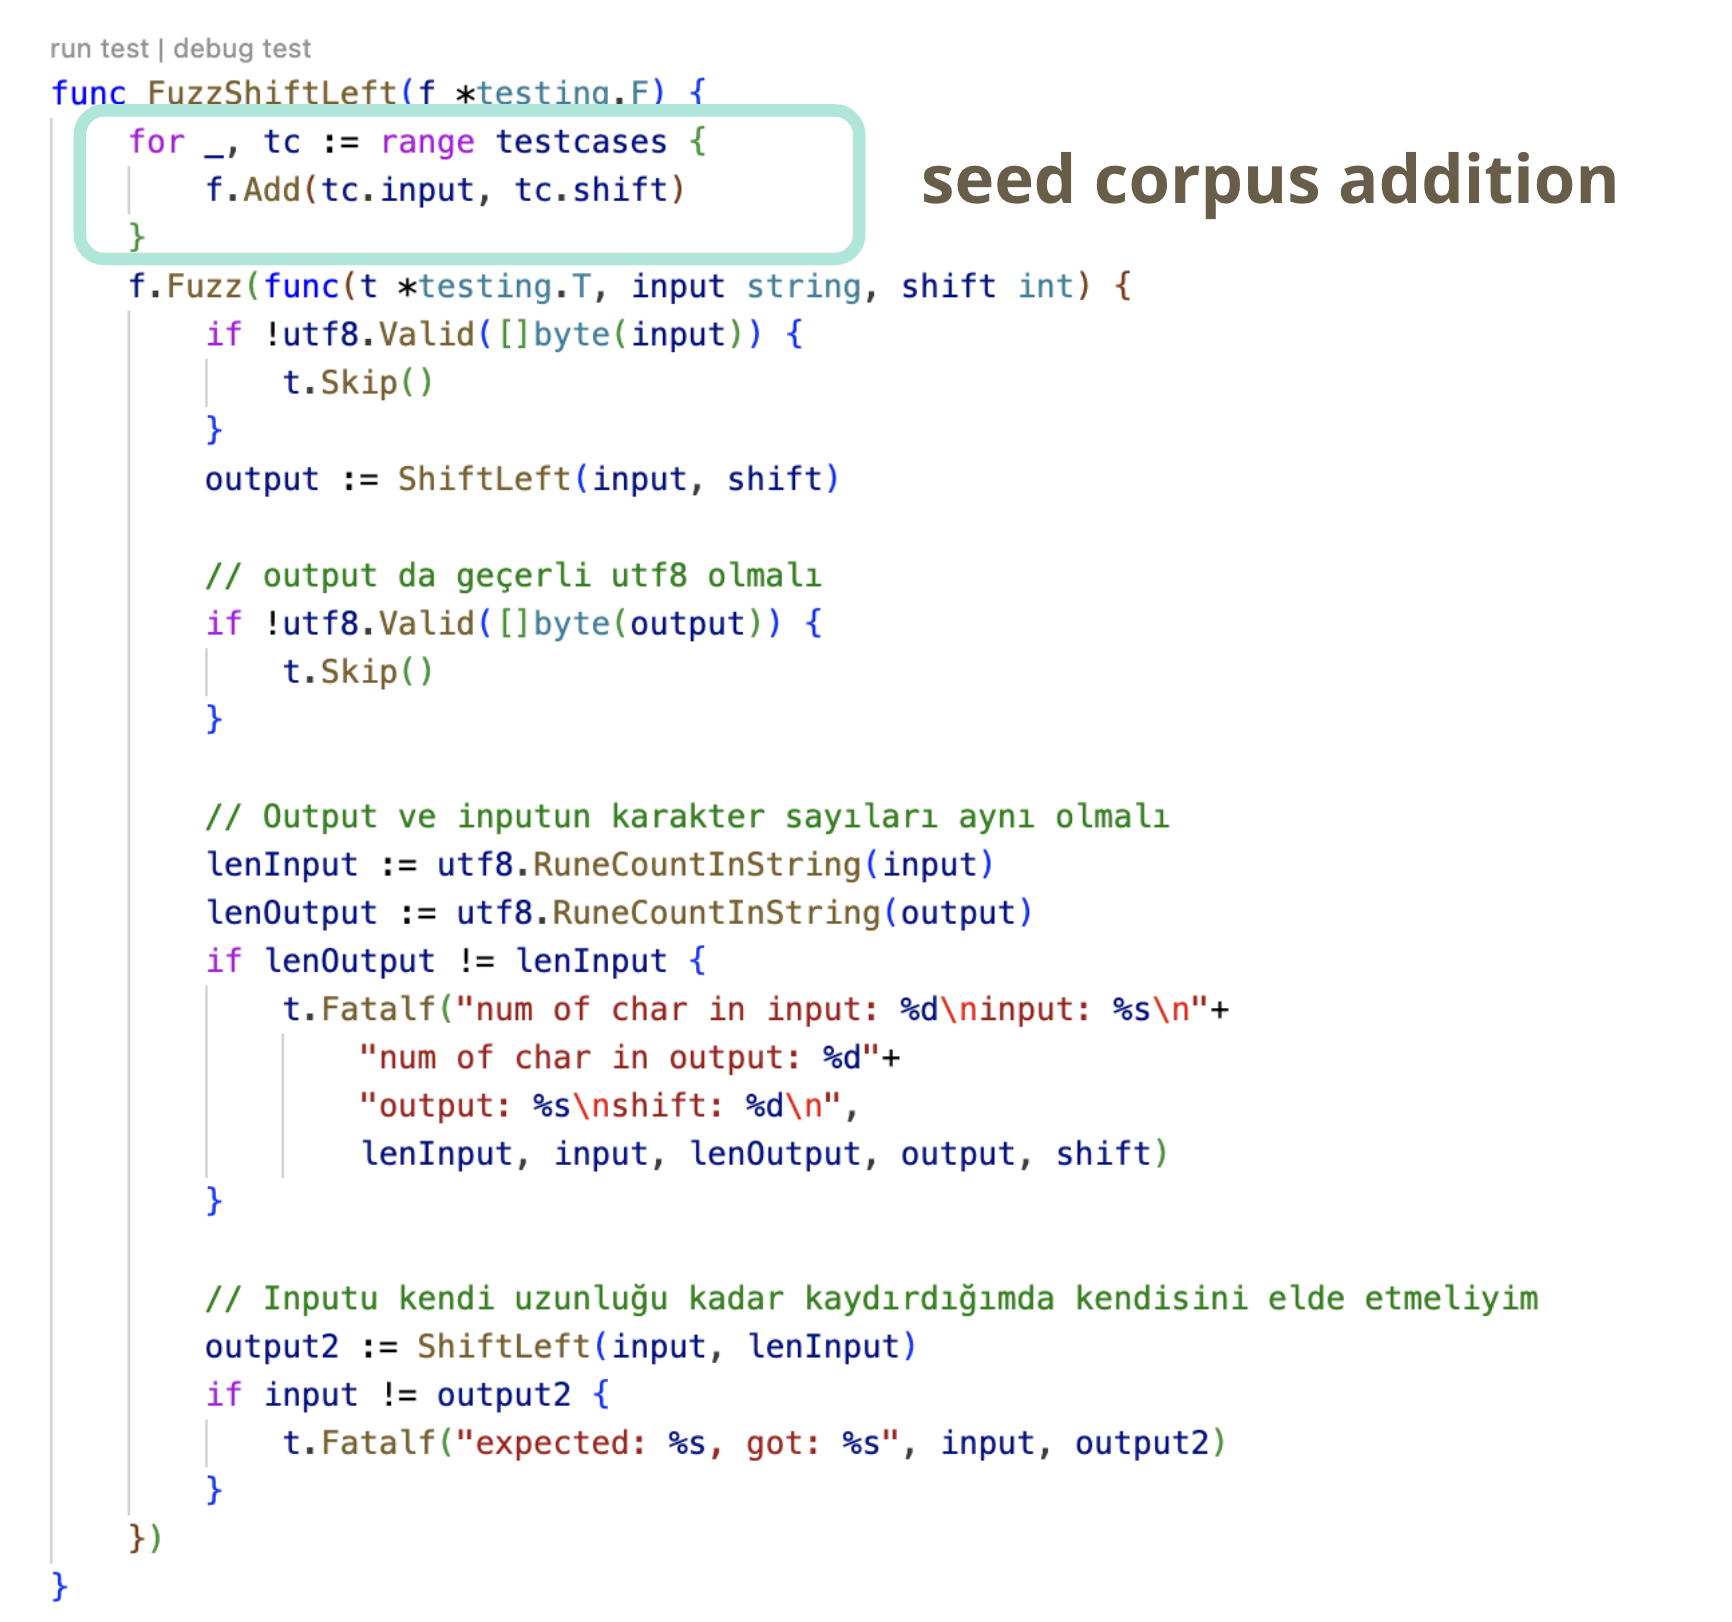 run test | debug test
func FuzzShiftLeft(f *testing.F) {
for _, tc := range testcases {
f.Add(tc.input, tc.shift)
}
seed corpus addition
f.Fuzz(func(t *testing.T, input string, shift int) {
if !utf8.Valid([]byte(input)) {
t.Skip()
}
output := ShiftLeft(input, shift)
// output da geçerli utf8 olmalı
if !utf8.Valid([]byte(output)) {
t.Skip()
}
// Output ve inputun karakter sayıları aynı olmalı
lenInput := utf8.RuneCountInString(input)
lenOutput := utf8.RuneCountInString(output)
if lenOutput != lenInput {
t.Fatalf("num of char in input: %d\ninput: %s\n"+
"num of char in output: %d"+
"output: %s\nshift: %d\n",
lenInput, input, lenOutput, output, shift)
}
// Inputu kendi uzunluğu kadar kaydırdığımda kendisini elde etmeliyim
output2 := ShiftLeft(input, lenInput)
if input != output2 {
t.Fatalf("expected: %s, got: %s", input, output2)
}
})
}